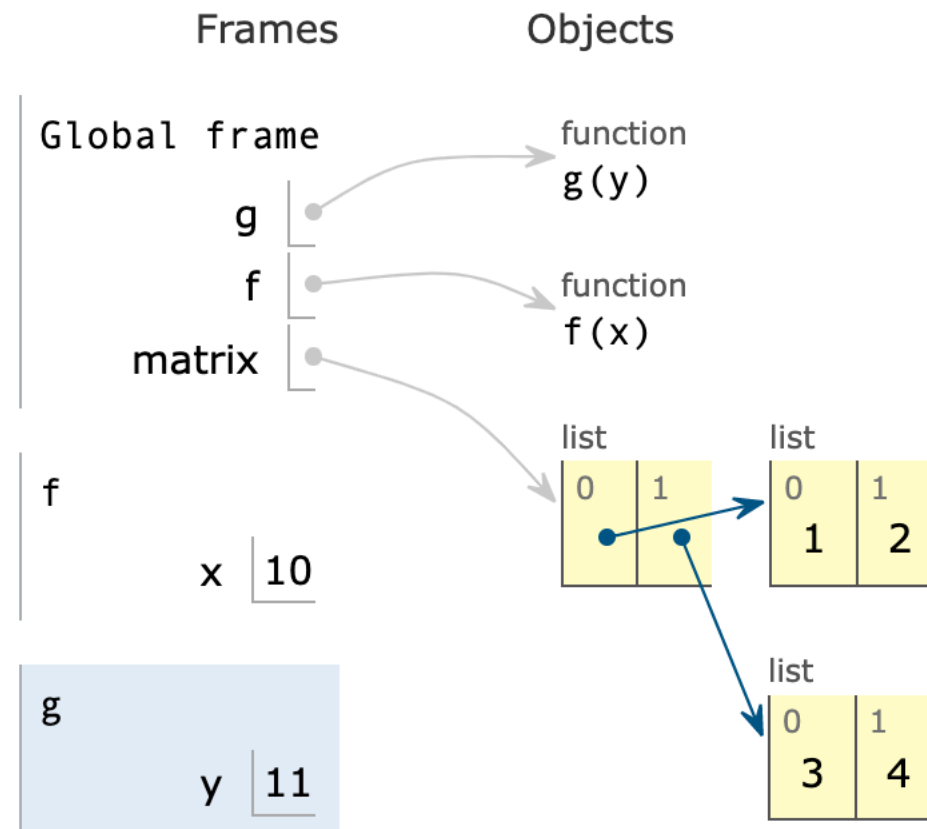 Frames Objects
Global frame
function
g(y)
g
f
function
f(x)
matrix
list list
0 1 0 1
1 2
f
x 10
list
0 1
3 4
g
y 11